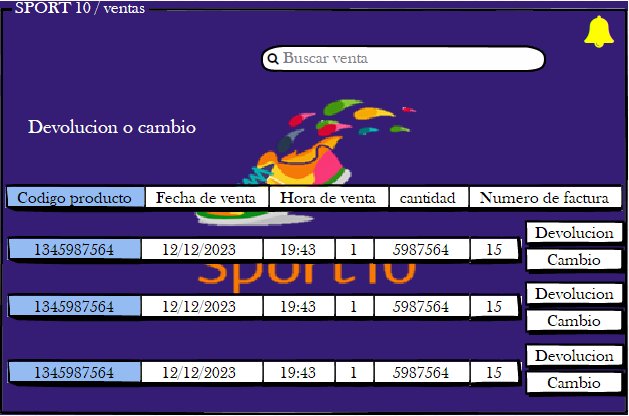 SPORT 10 / ventas
Buscar venta
Devolucion o cambio
Codigo producto Fecha de venta Hora de venta cantidad Numero de factura
Devolucion
1345987564 12/12/2023 19:43 1 5987564 15
Cambio
sport10
Devolucion
1345987564 12/12/2023 19:43 1 5987564 15
Cambio
Devolucion
1345987564 12/12/2023 19:43 1 5987564 15
Cambio